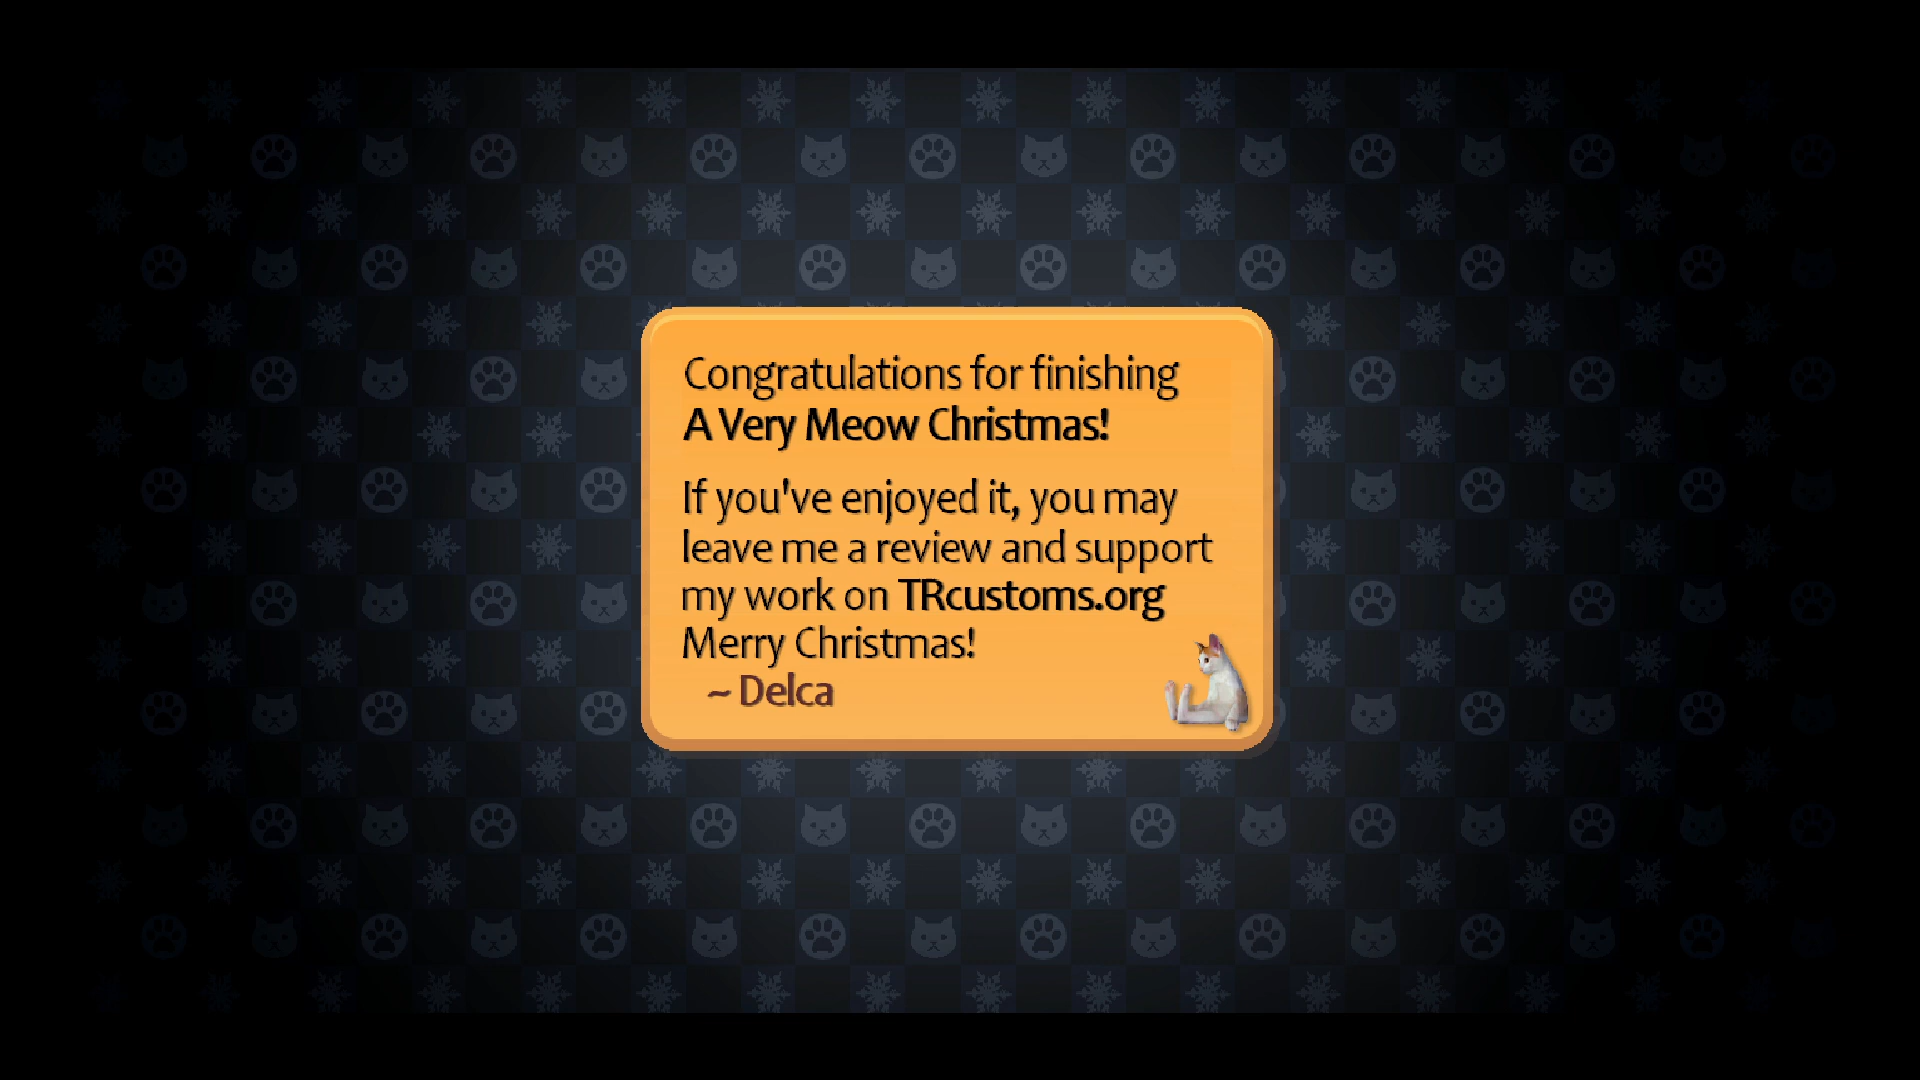 Congratulations for finishing
A Very Meow Christmas!
If you've enjoyed it, you may
leave me a review and support
my work on TRcustoms.org
Merry Christmas!
~ Delca